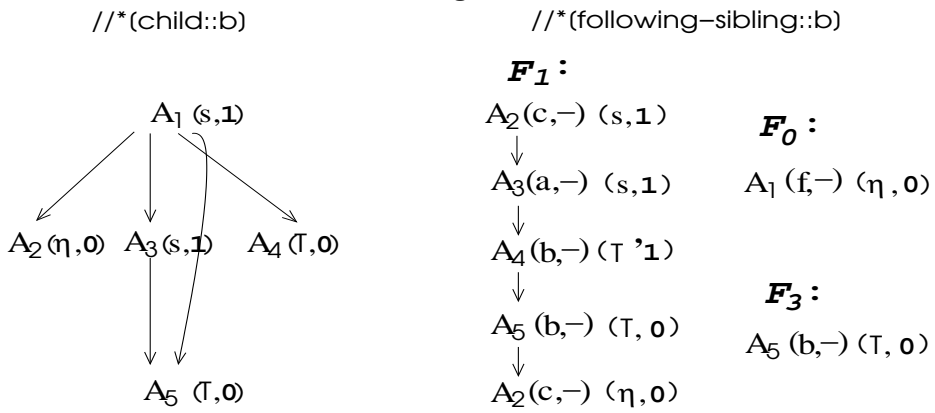 //*[child::b]
A1 (s,1)
A2 (η,0) A3 (s,1) A4 (T,0)
A5 (T,0)
//*[following–sibling::b]
F1 :
A2 (c,–) (s,1)
A3 (a,–) (s,1)
A4 (b,–) (T ’1)
A5 (b,–) (T, 0)
A2 (c,–) (η,0)
F0 :
A1 (f,–) (η,0)
F3 :
A5 (b,–) (T, 0)